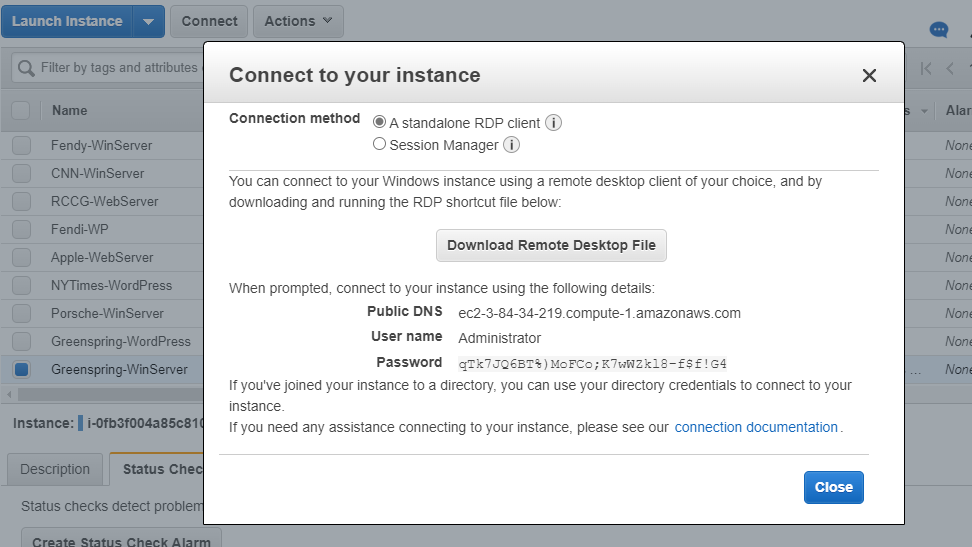 Launch Instance
Connect
Actions
Filter by tags and attributes
Name
Alar
Fendy-WinServer
None
CNN-WinServer
None
RCCG-WebServer
None
Fendi-WP
None
Apple-WebServer
None
NYTimes-WordPress
None
Porsche-WinServer
None
Greenspring-WordPress
None
Greenspring-WinServer
...
None
Instance:
i-0fb3f004a85c810
Description
Status Chec
Status checks detect problem
Create Status Check Alarm
Connect to your instance
Connection method
A standalone RDP client
Session Manager
You can connect to your Windows instance using a remote desktop client of your choice, and by
downloading and running the RDP shortcut file below:
Download Remote Desktop File
When prompted, connect to your instance using the following details:
Public DNS ec2-3-84-34-219.compute-1.amazonaws.com
User name Administrator
Password qTk7JQ6BT%)MoFCo;K7wWZkl8-f$f!G4
If you've joined your instance to a directory, you can use your directory credentials to connect to your
instance.
If you need any assistance connecting to your instance, please see our connection documentation.
Close